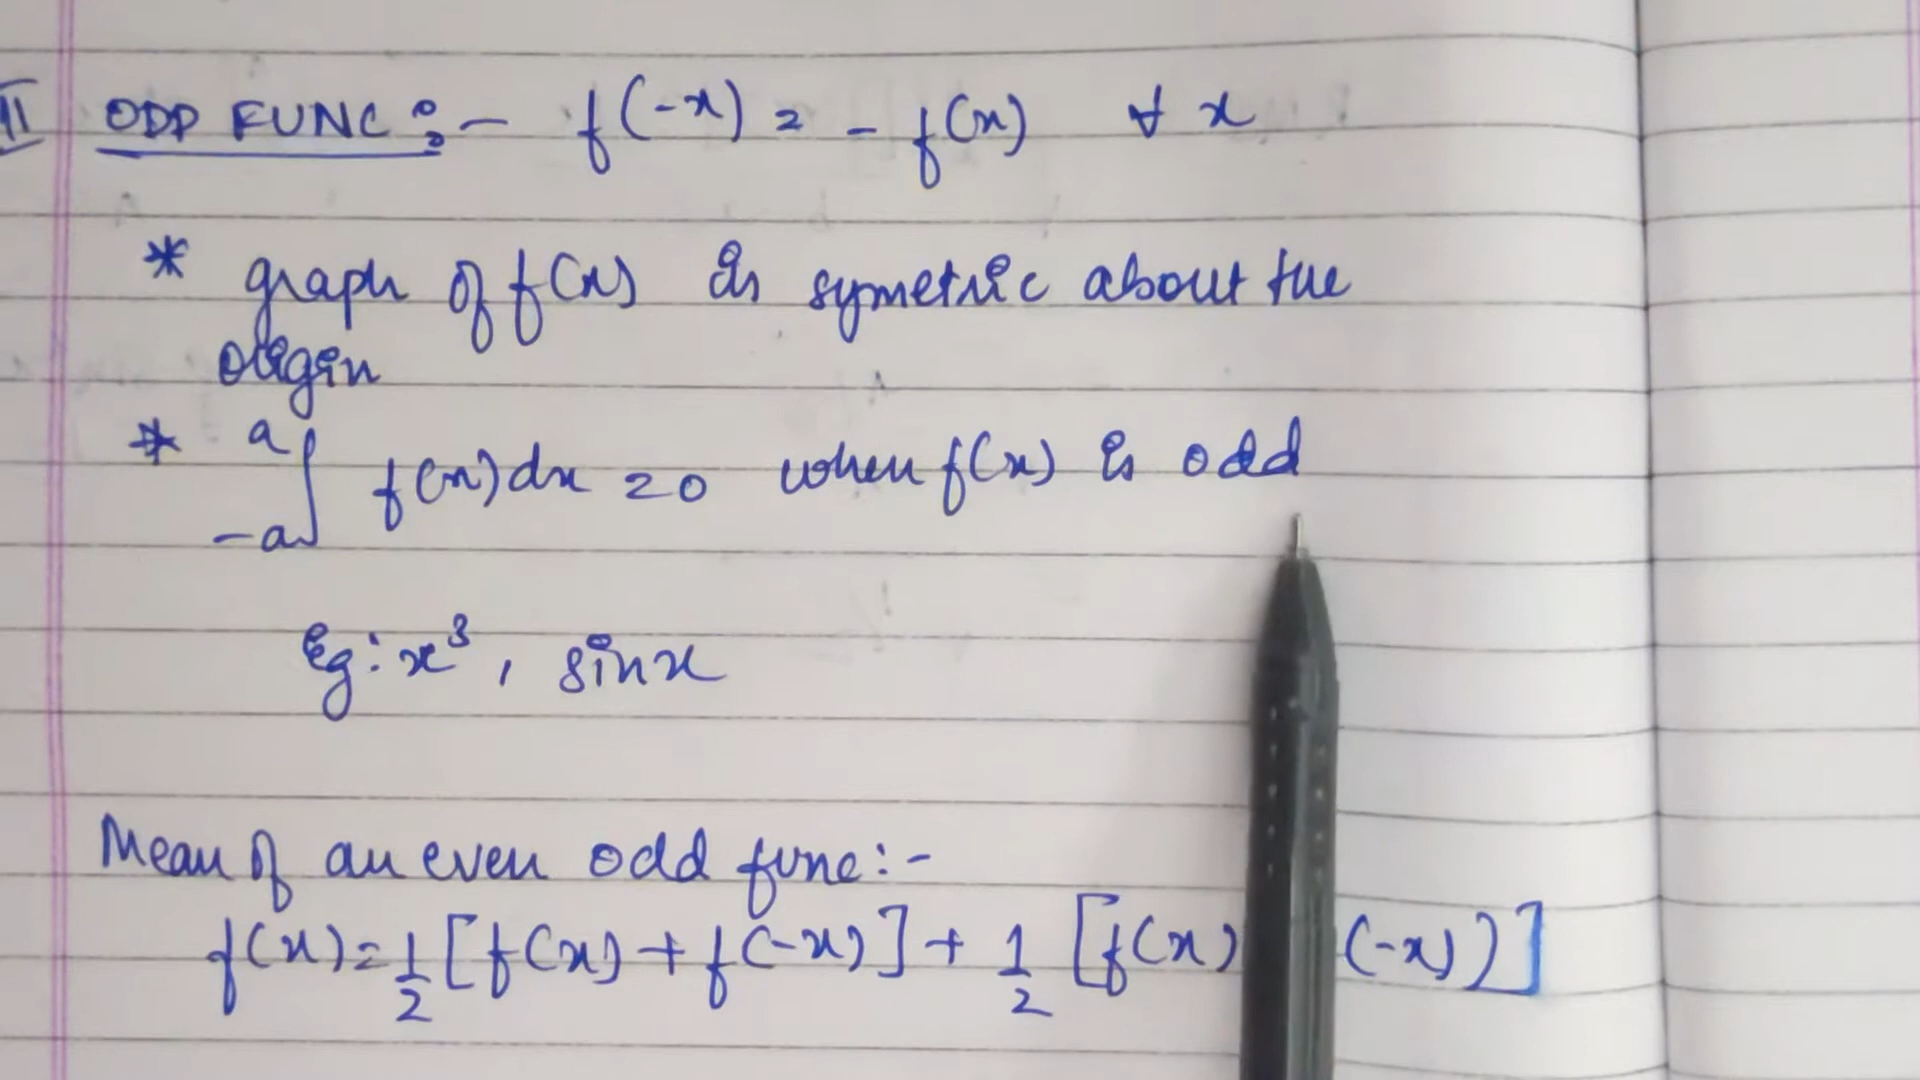 II ODD FUNC :- f(-x) = - f(x) ∀ x
* graph of f(x) is symetric about the
origin
* ∫_{-a}^{a} f(x)dx = 0 when f(x) is odd
Eg: x³, sinx
Mean of an even odd func:-
f(x)=1/2[f(x)+f(-x)]+ 1/2 [f(x) (-x))]